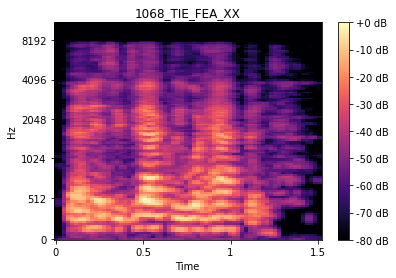 1068_TIE_FEA_XX
Hz
8192
4096
2048
1024
512
0
0
0.5
1
1.5
Time
+0 dB
-10 dB
-20 dB
-30 dB
-40 dB
-50 dB
-60 dB
-70 dB
-80 dB